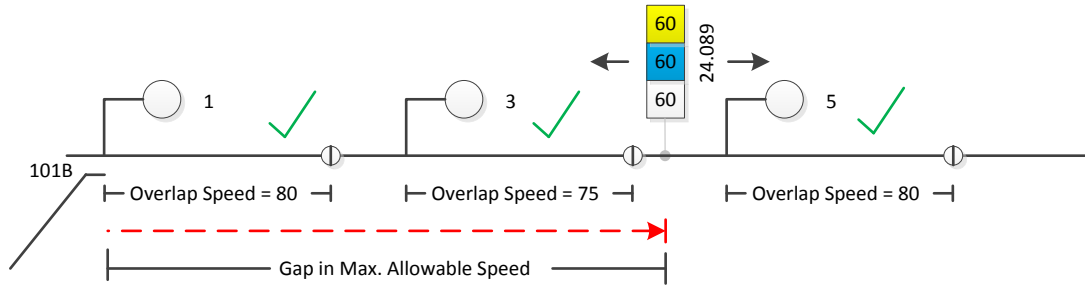 60
60
60
24.089
1
3
5
101B
Overlap Speed = 80
Overlap Speed = 75
Overlap Speed = 80
Gap in Max. Allowable Speed